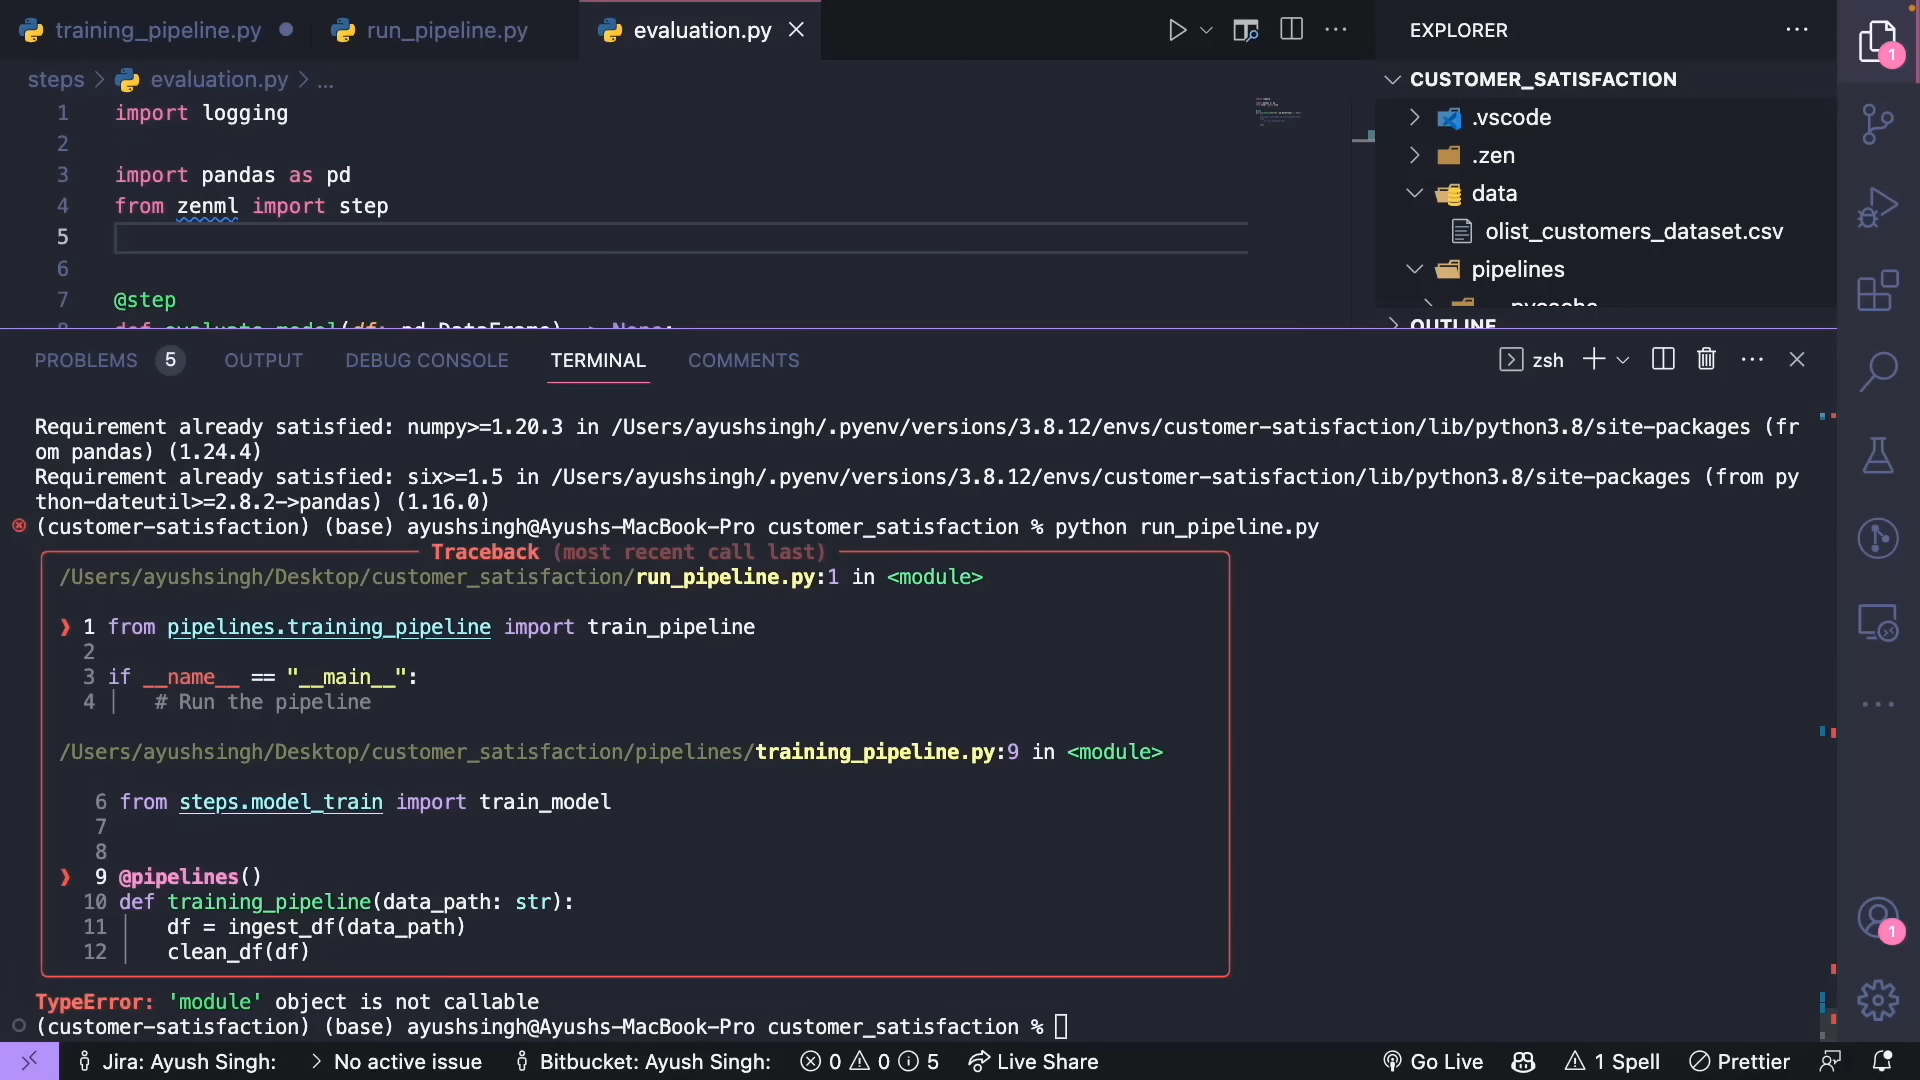 training_pipeline.py
run_pipeline.py
evaluation.py
EXPLORER
steps > evaluation.py > ...
CUSTOMER_SATISFACTION
1 import logging
.vscode
2
.zen
3 import pandas as pd
data
4 from zenml import step
olist_customers_dataset.csv
5
pipelines
6
__pycache__
7 @step
OUTLINE
8 def evaluate_model(df: pd.DataFrame) -> None:
PROBLEMS 5 OUTPUT DEBUG CONSOLE TERMINAL COMMENTS
zsh
Requirement already satisfied: numpy>=1.20.3 in /Users/ayushsingh/.pyenv/versions/3.8.12/envs/customer-satisfaction/lib/python3.8/site-packages (fr
om pandas) (1.24.4)
Requirement already satisfied: six>=1.5 in /Users/ayushsingh/.pyenv/versions/3.8.12/envs/customer-satisfaction/lib/python3.8/site-packages (from py
thon-dateutil>=2.8.2->pandas) (1.16.0)
(customer-satisfaction) (base) ayushsingh@Ayushs-MacBook-Pro customer_satisfaction % python run_pipeline.py
Traceback (most recent call last)
/Users/ayushsingh/Desktop/customer_satisfaction/run_pipeline.py:1 in <module>
❱ 1 from pipelines.training_pipeline import train_pipeline
2
3 if __name__ == "__main__":
4 # Run the pipeline
/Users/ayushsingh/Desktop/customer_satisfaction/pipelines/training_pipeline.py:9 in <module>
6 from steps.model_train import train_model
7
8
❱ 9 @pipelines()
10 def training_pipeline(data_path: str):
11 df = ingest_df(data_path)
12 clean_df(df)
TypeError: 'module' object is not callable
(customer-satisfaction) (base) ayushsingh@Ayushs-MacBook-Pro customer_satisfaction %
Jira: Ayush Singh: > No active issue Bitbucket: Ayush Singh: 0 0 5 Live Share Go Live 1 Spell Prettier
1
1